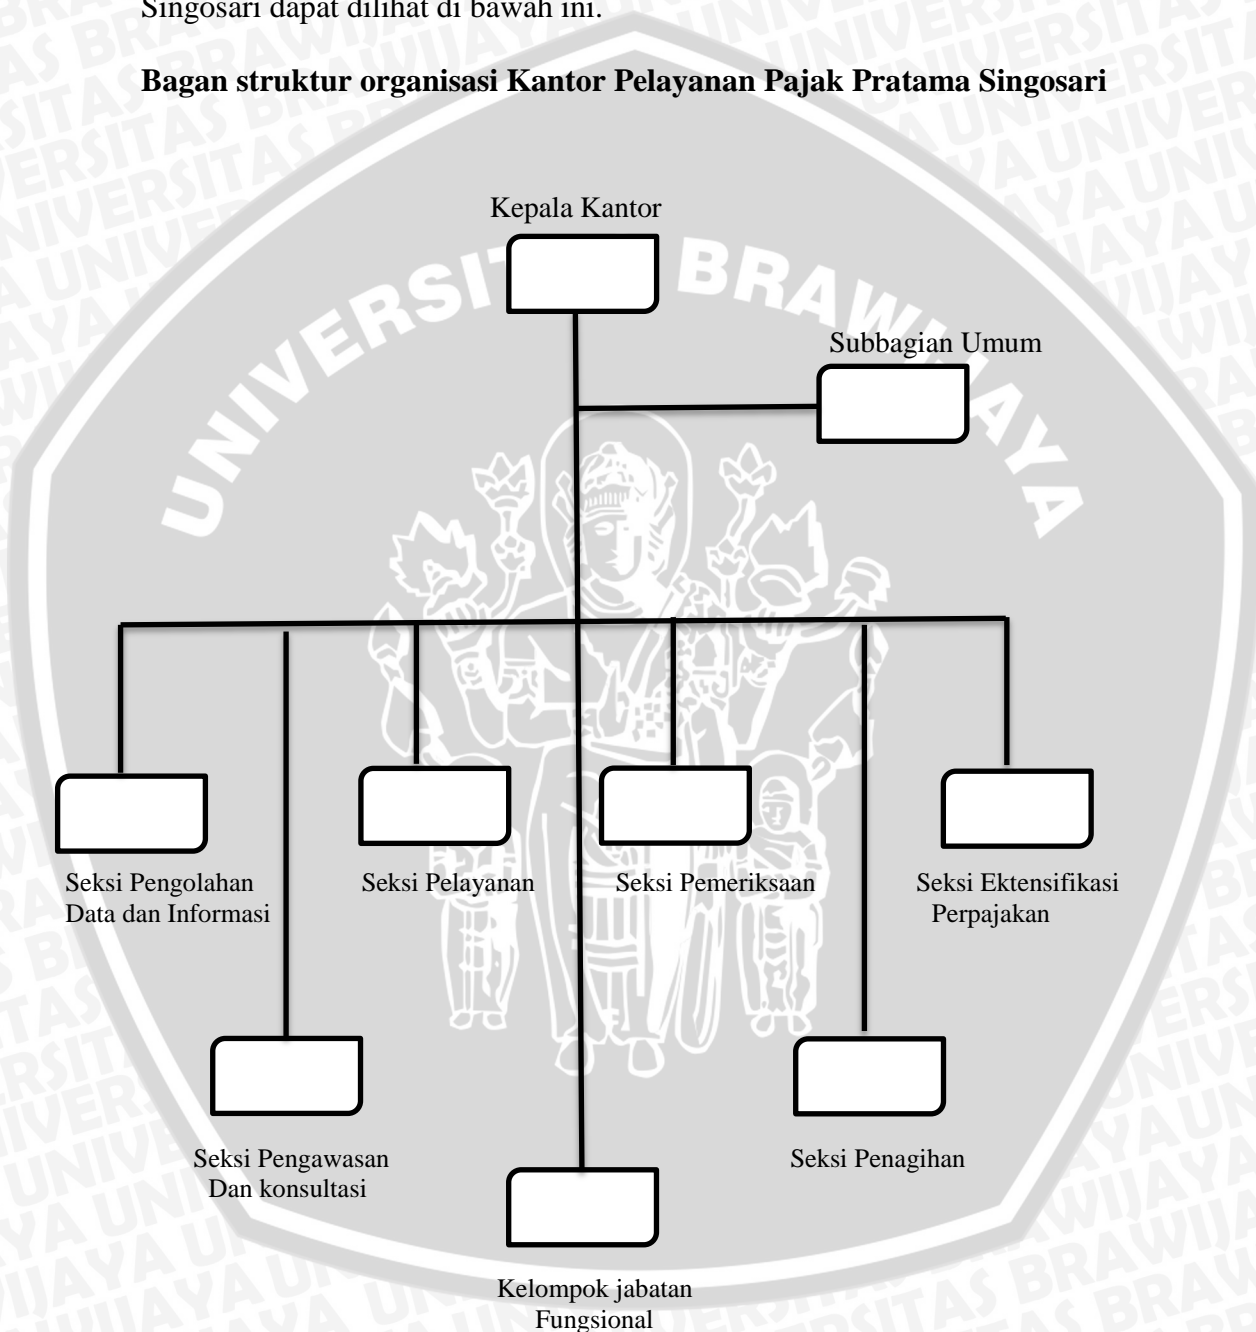 Singosari dapat dilihat di bawah ini.
Bagan struktur organisasi Kantor Pelayanan Pajak Pratama Singosari
Kepala Kantor
UNIVERSIT BRAWIJAYA
Subbagian Umum
Seksi Pengolahan
Data dan Informasi
Seksi Pelayanan
Seksi Pemeriksaan
Seksi Ektensifikasi
Perpajakan
Seksi Pengawasan
Dan konsultasi
Seksi Penagihan
Kelompok jabatan
Fungsional